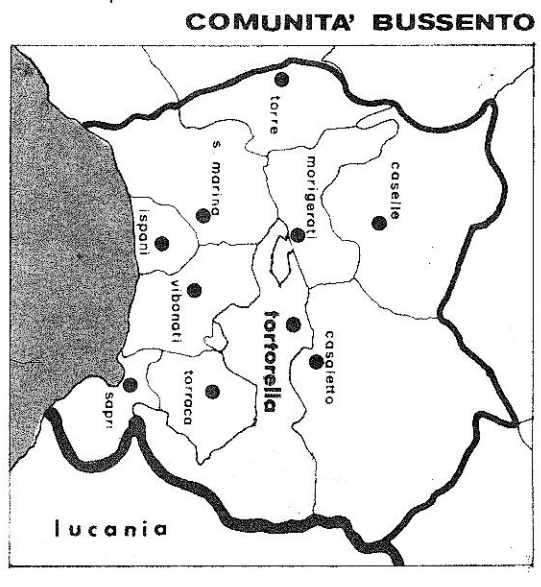 COMUNITA' BUSSENTO
torre
s. marina
morigerati
caselle
ispani
vibonati
tortorella
casaletto
sapri
torraca
lucania